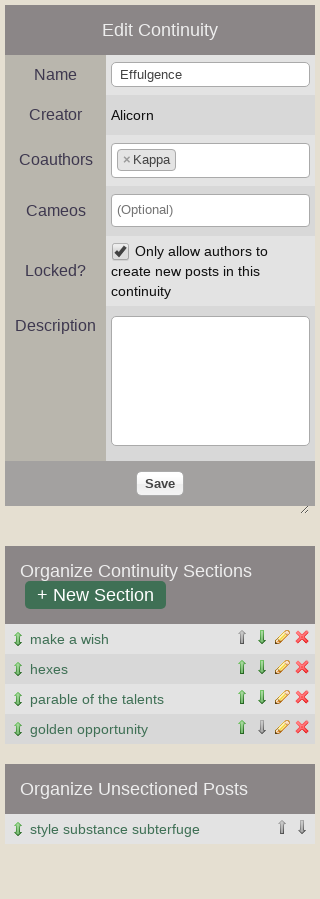 Edit Continuity
Name
Effulgence
Creator
Alicorn
Coauthors
×Kappa
Cameos
(Optional)
Locked?
Only allow authors to
create new posts in this
continuity
Description
Save
Organize Continuity Sections
+ New Section
make a wish
hexes
parable of the talents
golden opportunity
Organize Unsectioned Posts
style substance subterfuge